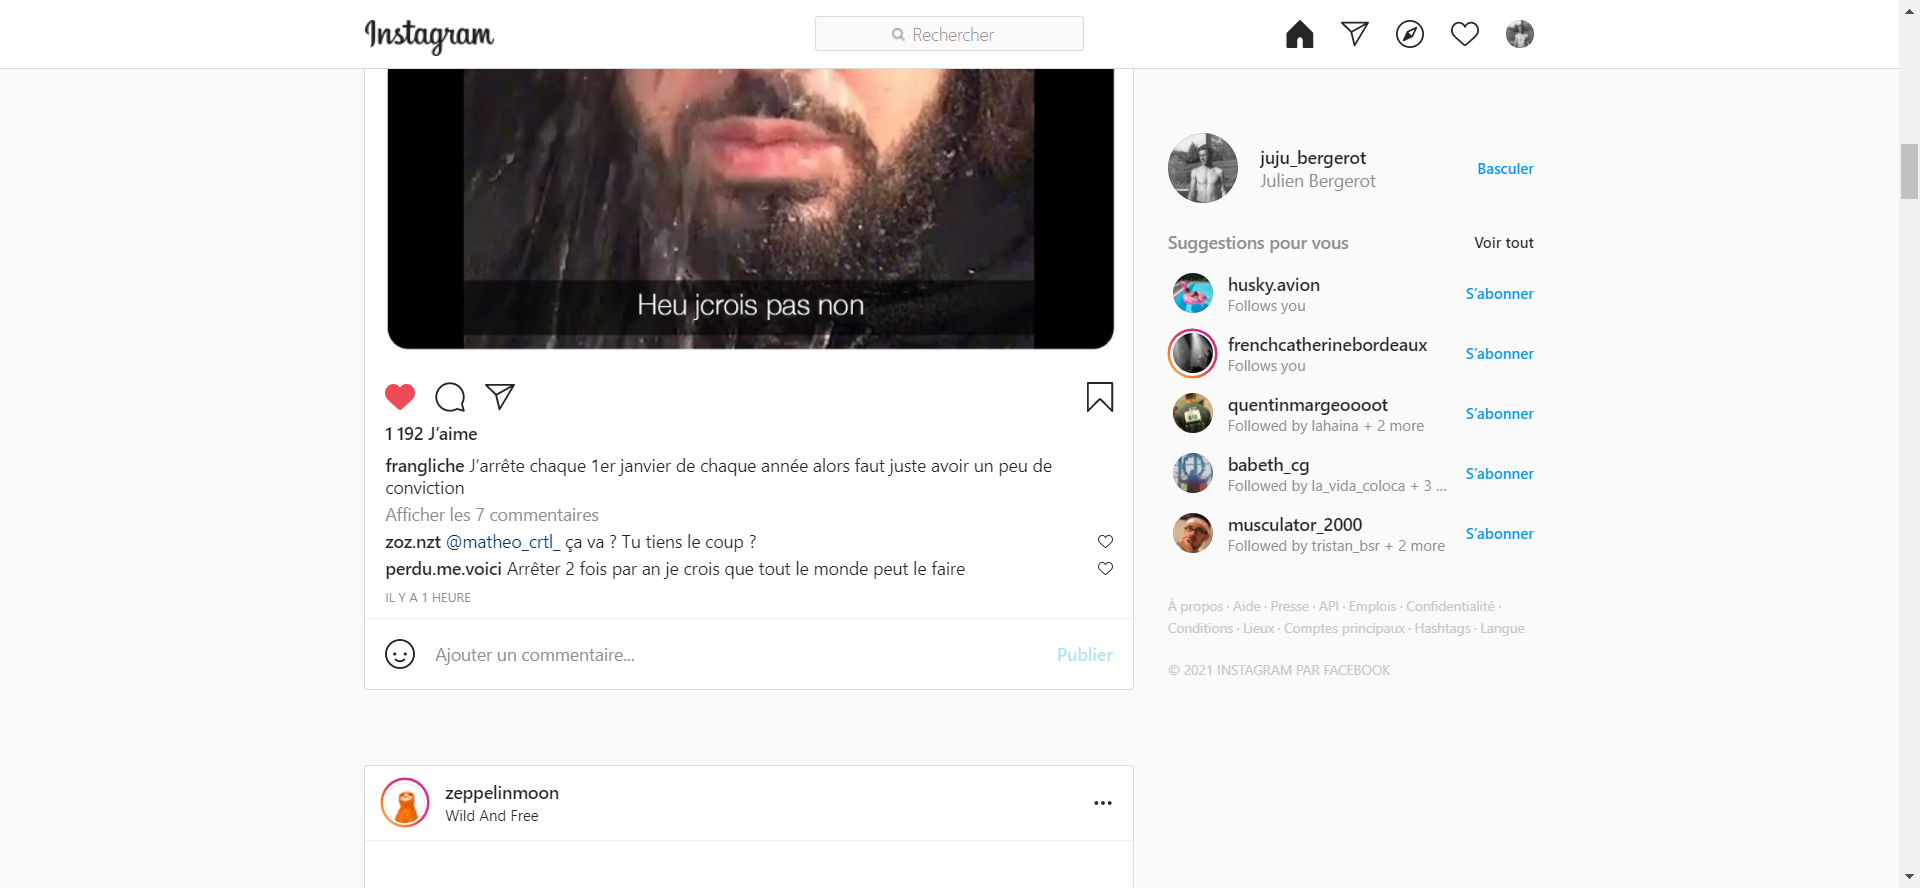 Instagram
Rechercher
Heu jcrois pas non
1 192 J’aime
frangliche J’arrête chaque 1er janvier de chaque année alors faut juste avoir un peu de
conviction
Afficher les 7 commentaires
zoz.nzt @matheo_crtl_ ça va ? Tu tiens le coup ?
perdu.me.voici Arrêter 2 fois par an je crois que tout le monde peut le faire
IL Y A 1 HEURE
Ajouter un commentaire...
Publier
zeppelinmoon
Wild And Free
juju_bergerot
Julien Bergerot
Basculer
Suggestions pour vous
Voir tout
husky.avion
Follows you
S’abonner
frenchcatherinebordeaux
Follows you
S’abonner
quentinmargeoooot
Followed by lahaina + 2 more
S’abonner
babeth_cg
Followed by la_vida_coloca + 3 ...
S’abonner
musculator_2000
Followed by tristan_bsr + 2 more
S’abonner
À propos · Aide · Presse · API · Emplois · Confidentialité ·
Conditions · Lieux · Comptes principaux · Hashtags · Langue
© 2021 INSTAGRAM PAR FACEBOOK